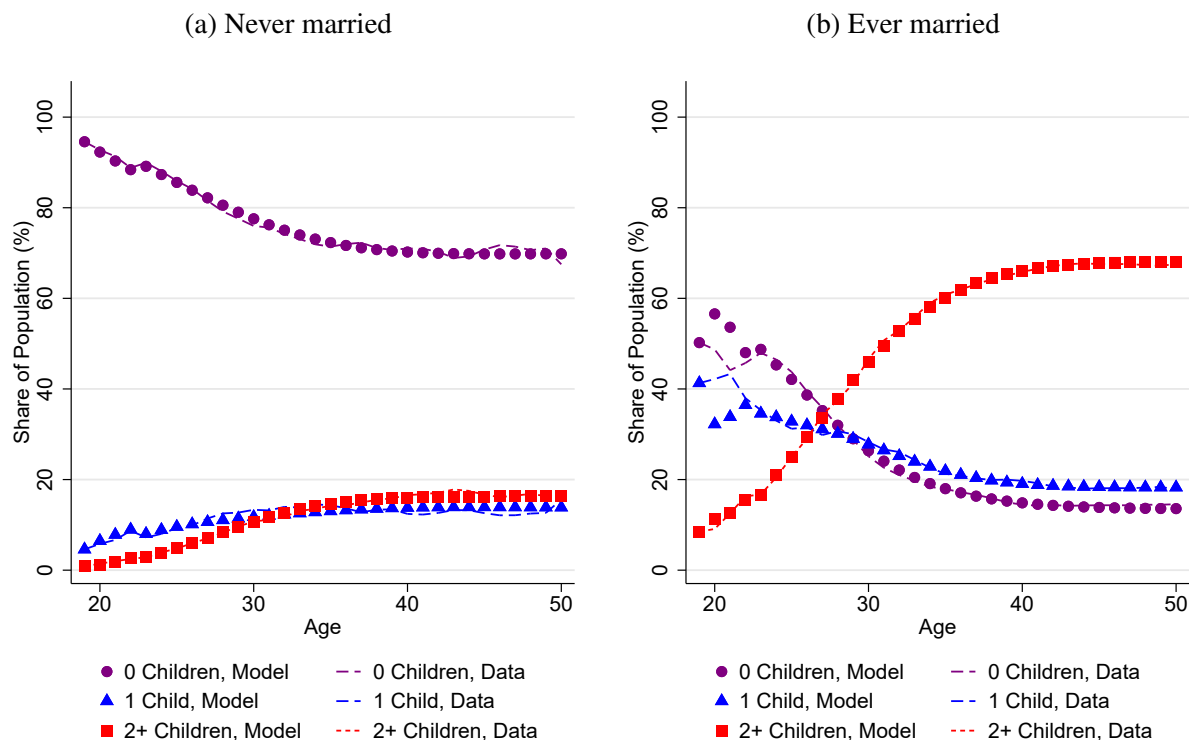 (a) Never married
Share of Population (%)
100
80
60
40
20
0
20 30 40 50
Age
0 Children, Model 0 Children, Data
1 Child, Model 1 Child, Data
2+ Children, Model 2+ Children, Data
(b) Ever married
Share of Population (%)
100
80
60
40
20
0
20 30 40 50
Age
0 Children, Model 0 Children, Data
1 Child, Model 1 Child, Data
2+ Children, Model 2+ Children, Data